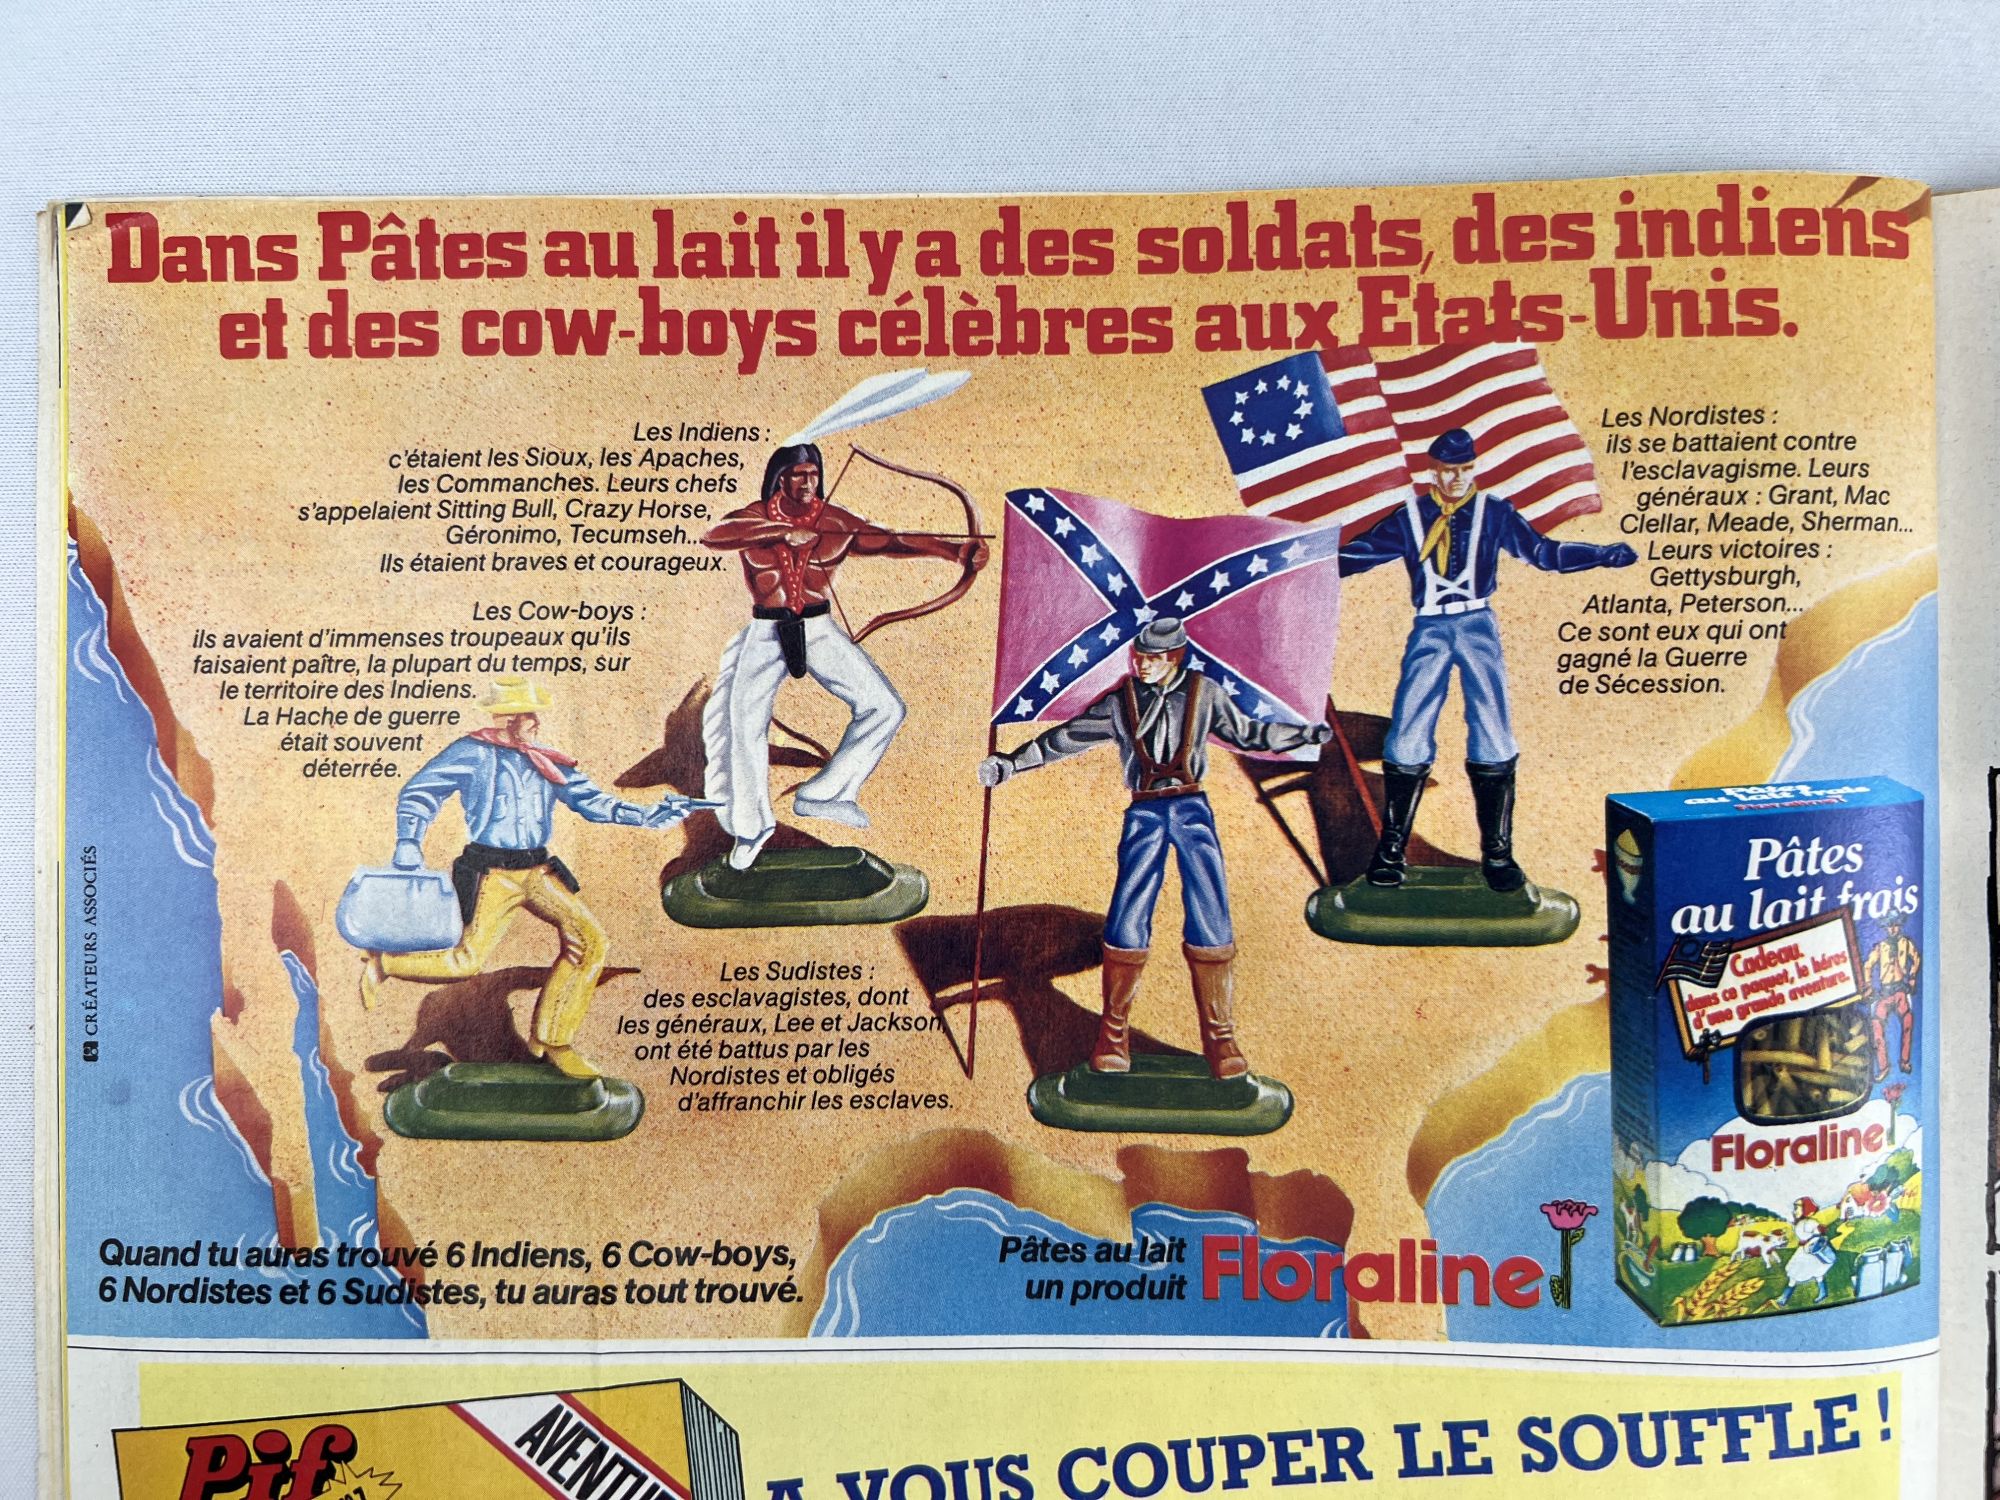 Dans Pâtes au lait il y a des soldats, des indiens
et des cow-boys célèbres aux Etats-Unis.
Les Indiens :
c'étaient les Sioux, les Apaches,
les Commanches. Leurs chefs
s'appelaient Sitting Bull, Crazy Horse,
Géronimo, Tecumseh...
Ils étaient braves et courageux.
Les Cow-boys :
ils avaient d'immenses troupeaux qu'ils
faisaient paître, la plupart du temps, sur
le territoire des Indiens.
La Hache de guerre
était souvent
déterrée.
Les Nordistes :
ils se battaient contre
l'esclavagisme. Leurs
généraux : Grant, Mac
Clellar, Meade, Sherman...
Leurs victoires :
Gettysburgh,
Atlanta, Peterson...
Ce sont eux qui ont
gagné la Guerre
de Sécession.
Les Sudistes :
des esclavagistes, dont
les généraux, Lee et Jackson,
ont été battus par les
Nordistes et obligés
d'affranchir les esclaves.
CRÉATEURS ASSOCIÉS
Pâtes
au lait frais
Floraline
Pâtes
au lait frais
Cadeau
dans ce paquet, le héros
d'une grande aventure.
Floraline
Quand tu auras trouvé 6 Indiens, 6 Cow-boys,
6 Nordistes et 6 Sudistes, tu auras tout trouvé.
Pâtes au lait
un produit
Floraline
Pif
AVENTU
A VOUS COUPER LE SOUFFLE !